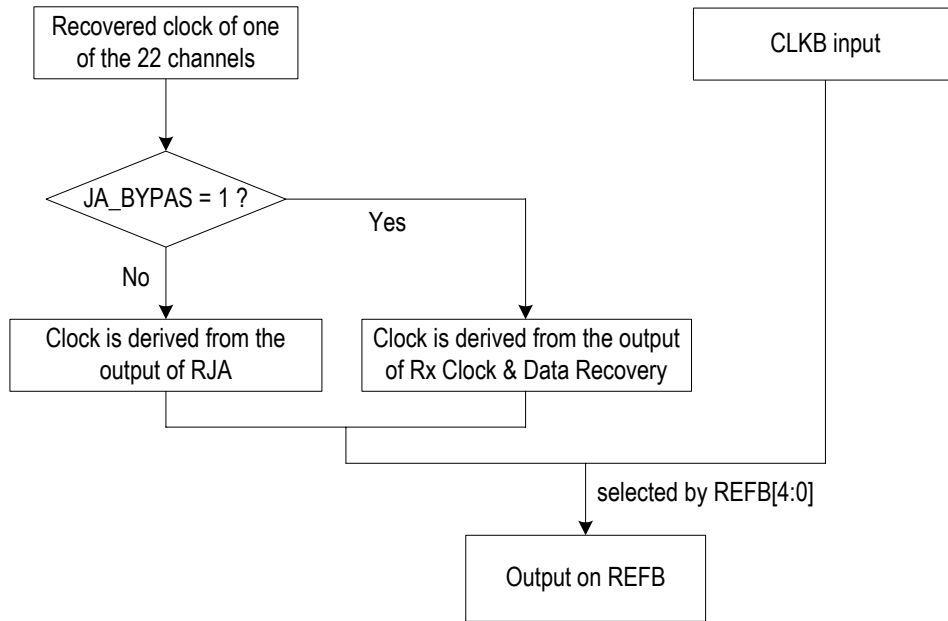 Recovered clock of one
of the 22 channels
CLKB input
JA_BYPAS = 1 ?
Yes
No
Clock is derived from the
output of RJA
Clock is derived from the output
of Rx Clock & Data Recovery
selected by REFB[4:0]
Output on REFB